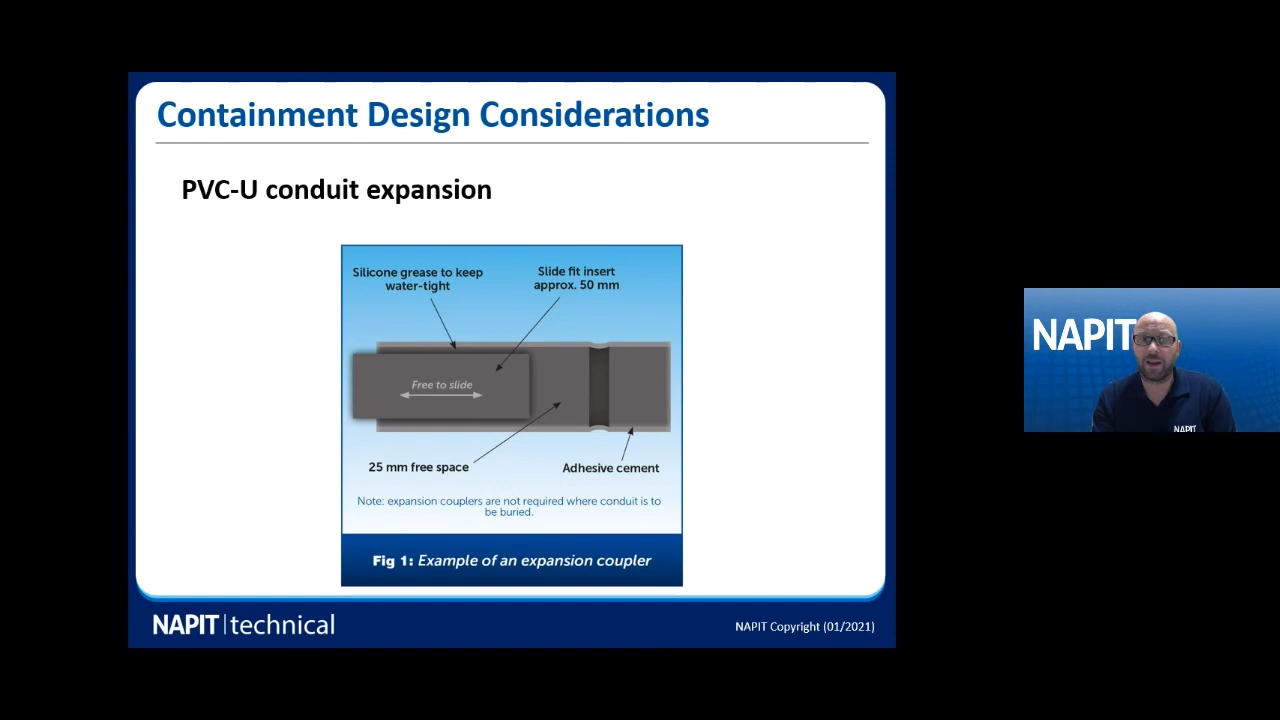 Containment Design Considerations
PVC-U conduit expansion
Silicone grease to keep
water-tight
Slide fit insert
approx. 50 mm
Free to slide
25 mm free space
Adhesive cement
Note: expansion couplers are not required where conduit is to
be buried.
Fig 1: Example of an expansion coupler
NAPIT | technical
NAPIT Copyright (01/2021)
NAPIT
NAPIT